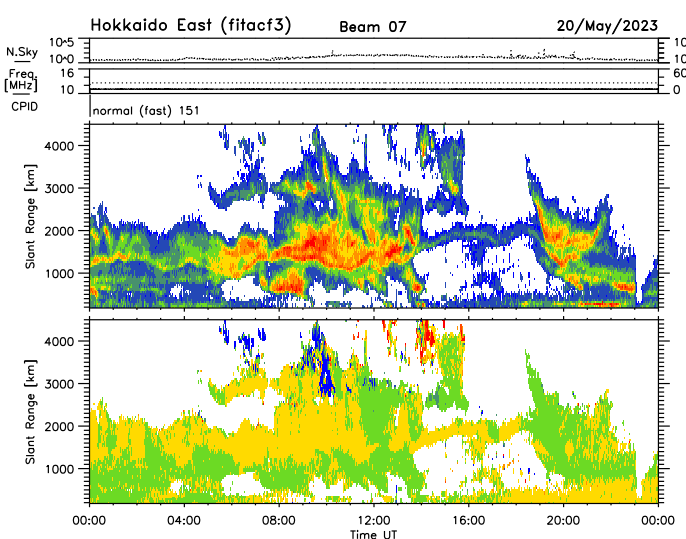 Hokkaido East (fitacf3) Beam 07 20/May/2023
10^5 10^5
N.Sky
10^0 10^0
Freq. 16 60
[MHz] 10 0
CPID normal (fast) 151
4000
3000
2000
1000
Slant Range [km]
4000
3000
2000
1000
Slant Range [km]
00:00 04:00 08:00 12:00 16:00 20:00 00:00
Time UT